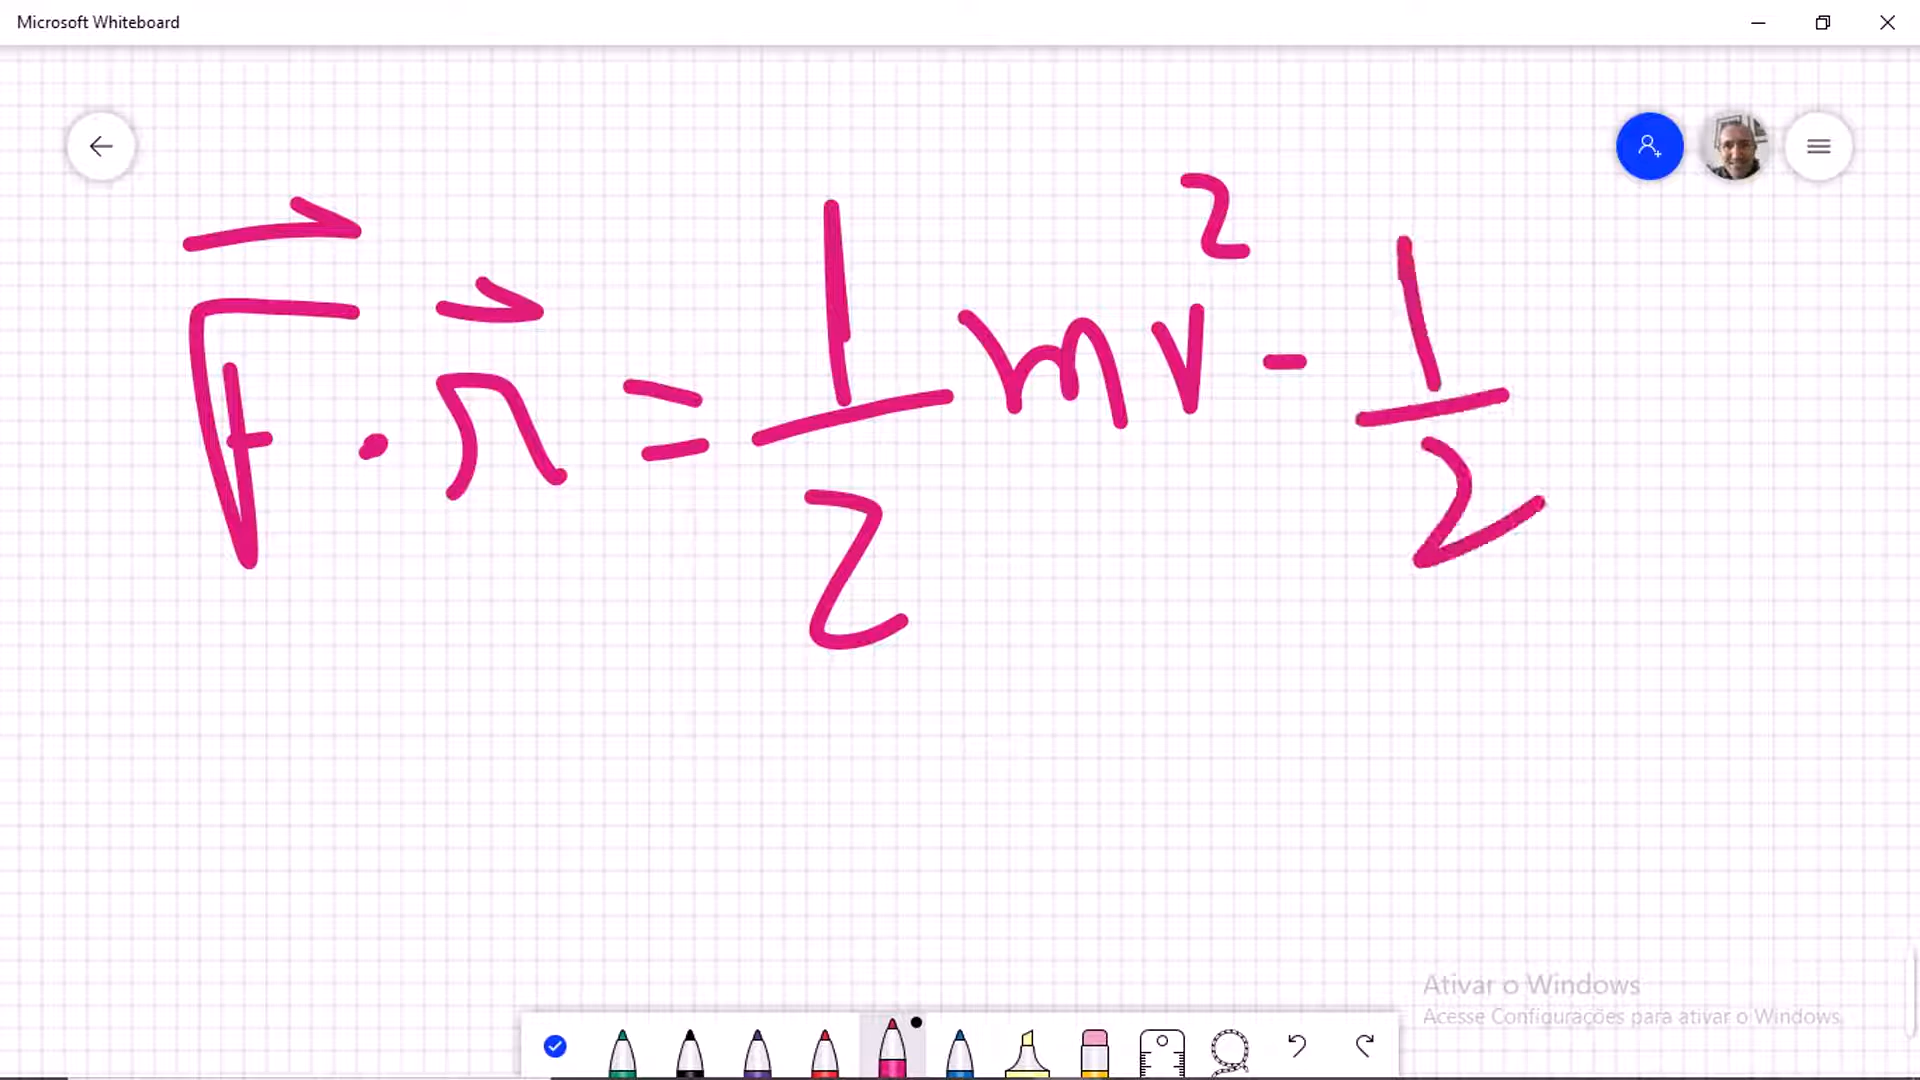 Microsoft Whiteboard
F⃗ · r⃗ = 1/2 mv² - 1/2
Ativar o Windows
Acesse Configurações para ativar o Windows.